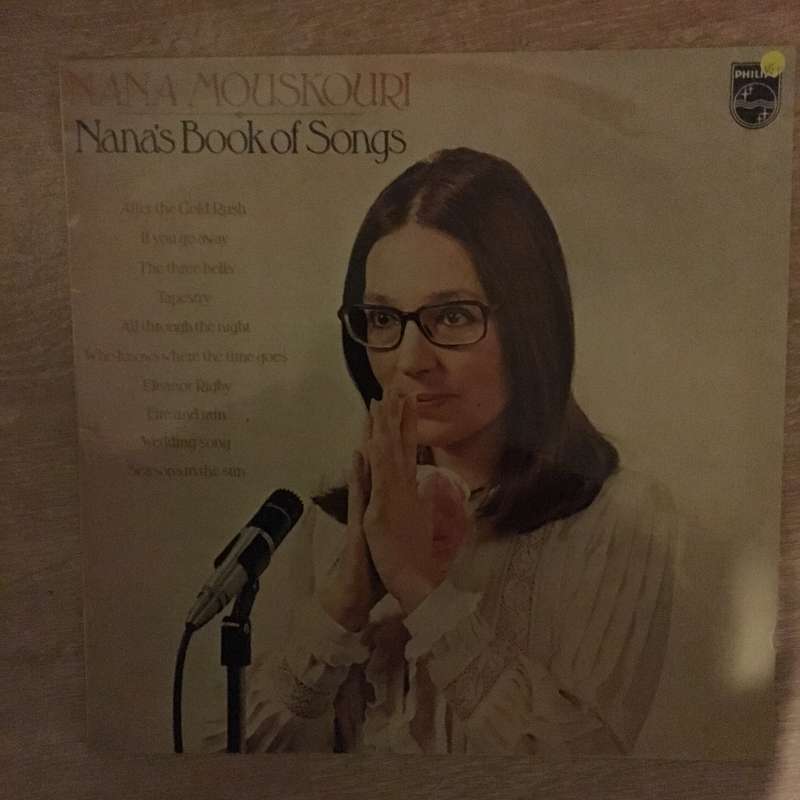 NANA MOUSKOURI
Nana's Book of Songs
After the Gold Rush
If you go away
The three bells
Tapestry
All through the night
Who knows where the time goes
Eleanor Rigby
Fire and rain
Wedding song
Seasons in the sun
PHILIPS